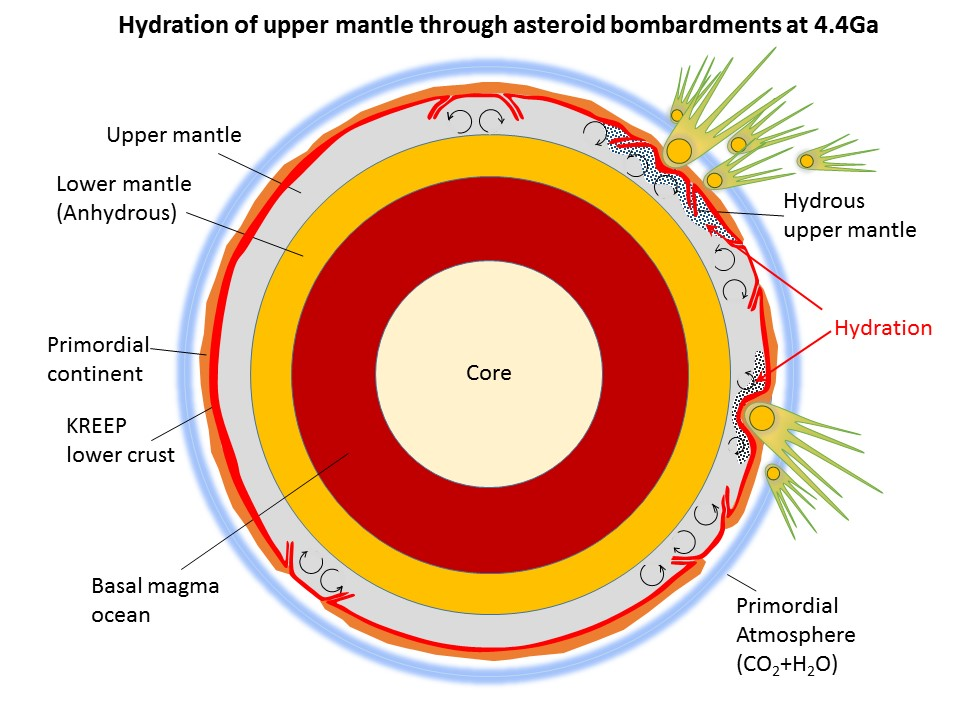 Hydration of upper mantle through asteroid bombardments at 4.4Ga
Upper mantle
Lower mantle
(Anhydrous)
Hydrous
upper mantle
Hydration
Primordial
continent
Core
KREEP
lower crust
Basal magma
ocean
Primordial
Atmosphere
(CO₂+H₂O)